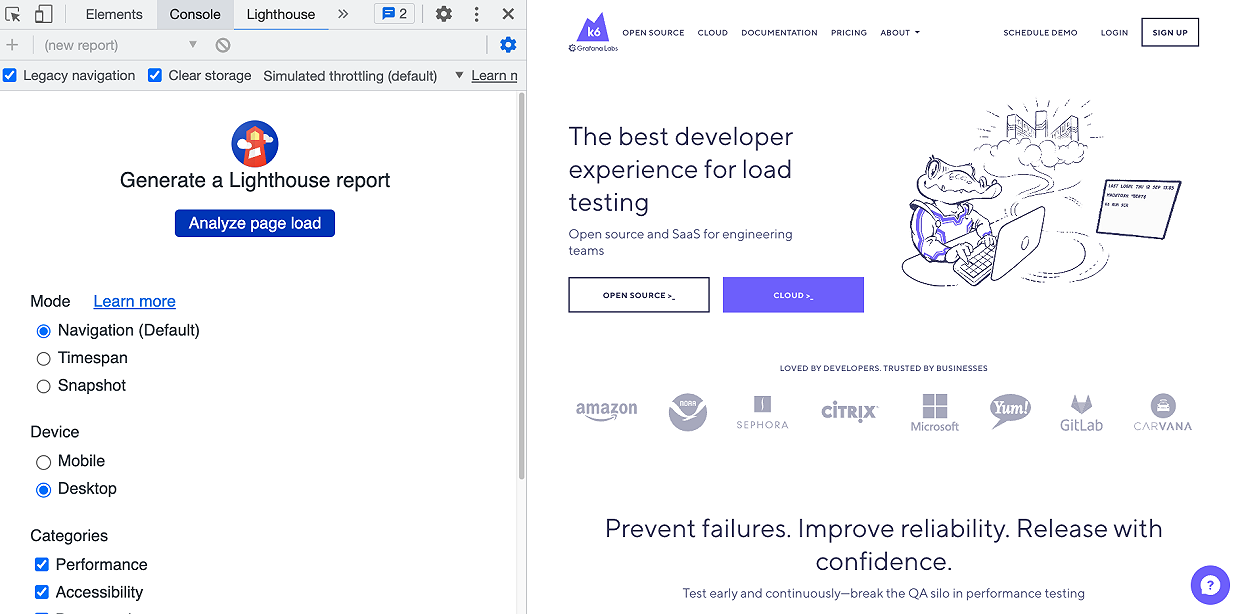 Elements
Console
Lighthouse
2
(new report)
Legacy navigation
Clear storage
Simulated throttling (default)
Learn n
Generate a Lighthouse report
Analyze page load
Mode
Learn more
Navigation (Default)
Timespan
Snapshot
Device
Mobile
Desktop
Categories
Performance
Accessibility
k6
Grafana Labs
OPEN SOURCE
CLOUD
DOCUMENTATION
PRICING
ABOUT
SCHEDULE DEMO
LOGIN
SIGN UP
The best developer
experience for load
testing
Open source and SaaS for engineering
teams
OPEN SOURCE >_
CLOUD >_
LAST LOGIN: THU 12 SEP
LOVED BY DEVELOPERS. TRUSTED BY BUSINESSES
amazon
NOAA
SEPHORA
CITRIX
Microsoft
Yum!
GitLab
CARVANA
Prevent failures. Improve reliability. Release with
confidence.
Test early and continuously—break the QA silo in performance testing
?